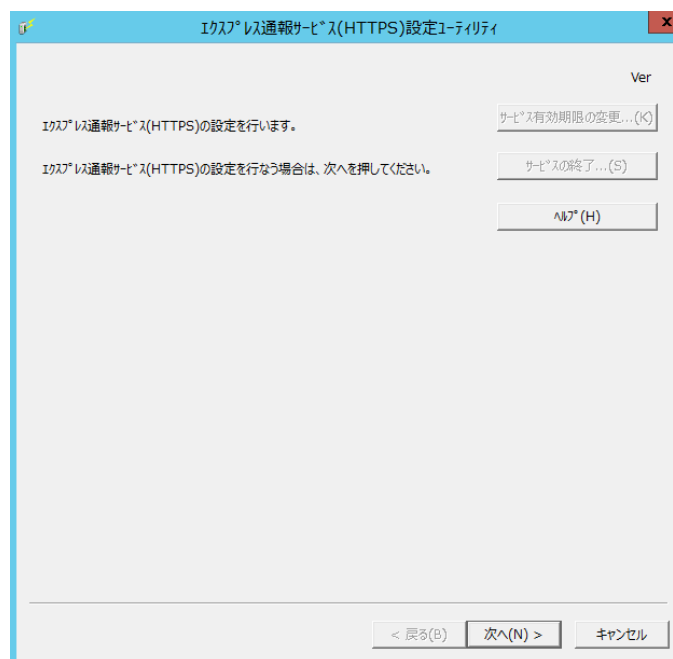 ｴｸｽﾌﾟﾚｽ通報ｻｰﾋﾞｽ(HTTPS)設定ﾕｰﾃｨﾘﾃｨ
x
Ver
ｻｰﾋﾞｽ有効期限の変更...(K)
ｴｸｽﾌﾟﾚｽ通報ｻｰﾋﾞｽ(HTTPS)の設定を行います。
ｴｸｽﾌﾟﾚｽ通報ｻｰﾋﾞｽ(HTTPS)の設定を行なう場合は、次へを押してください。
ｻｰﾋﾞｽの終了...(S)
ﾍﾙﾌﾟ(H)
< 戻る(B)
次へ(N) >
キャンセル